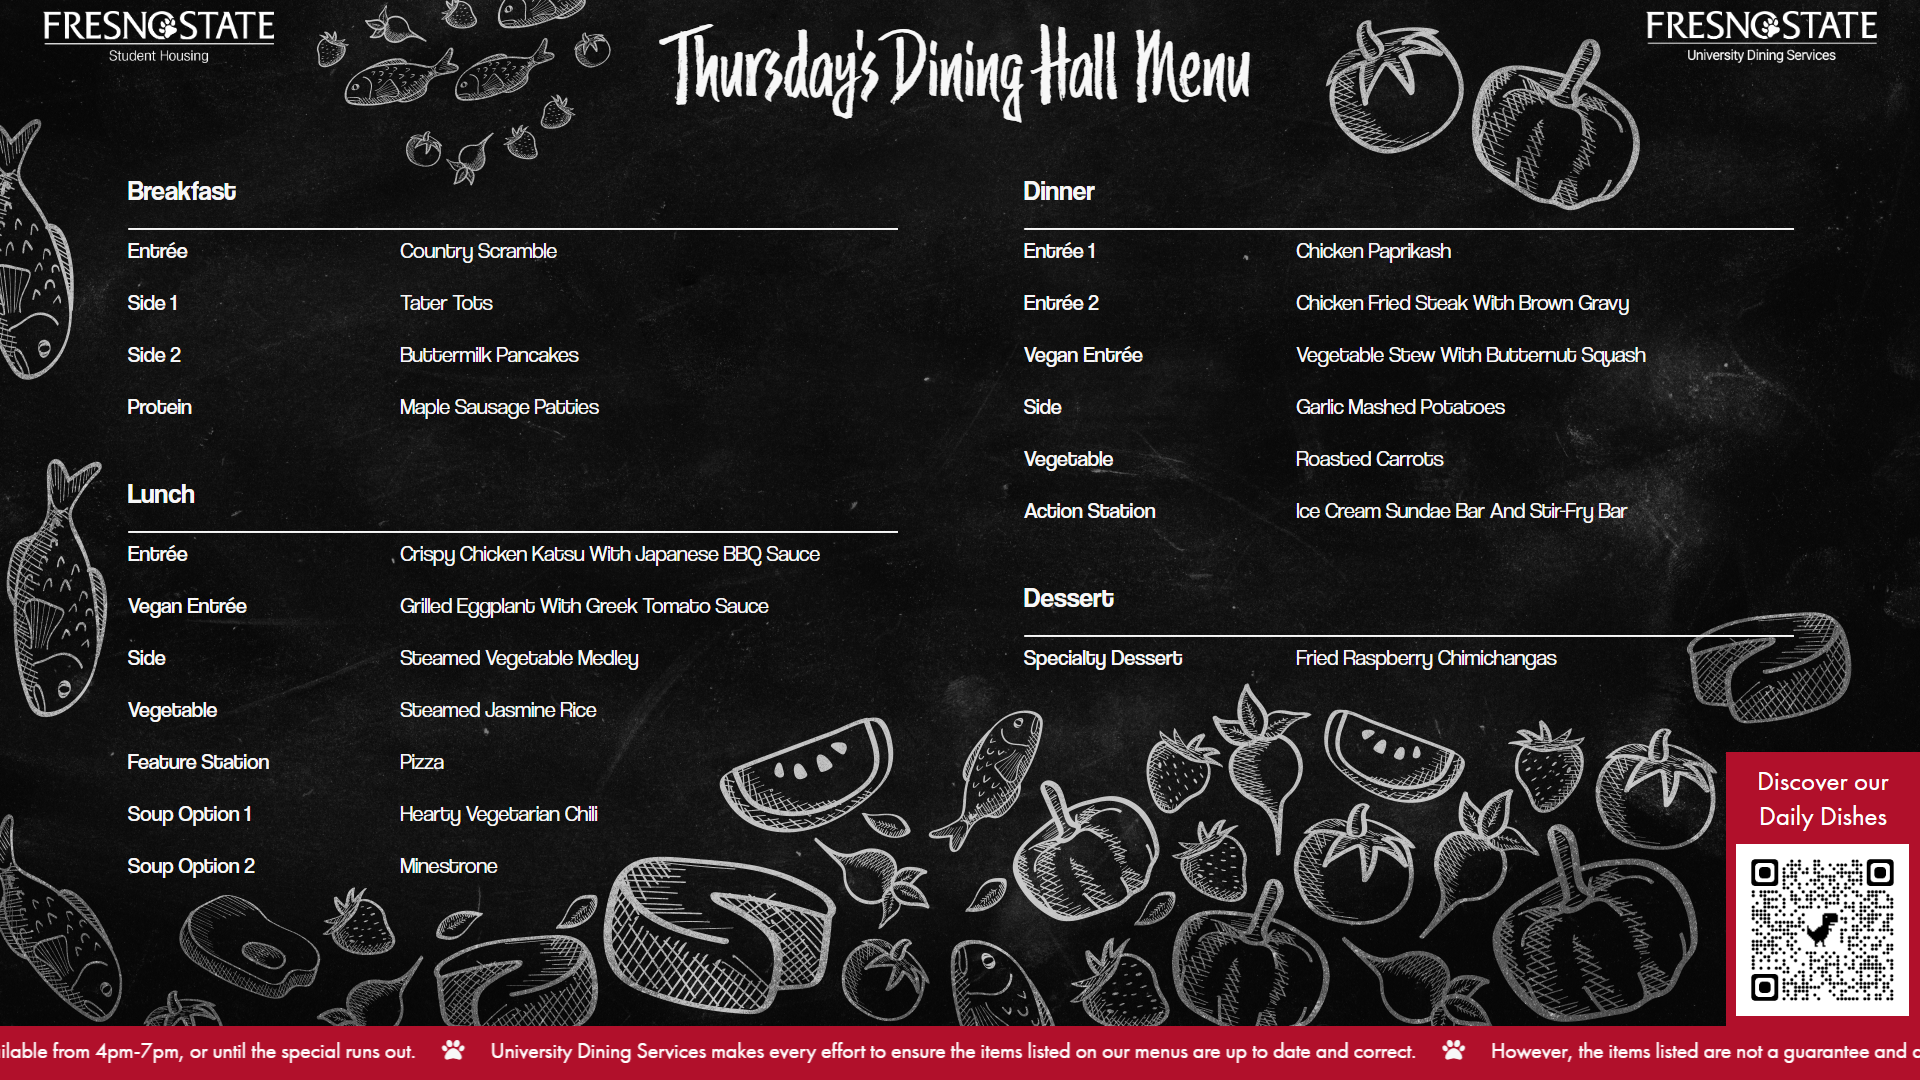 FRESNO STATE
Student Housing
Thursday's Dining Hall Menu
FRESNO STATE
University Dining Services
Breakfast
Entrée Country Scramble
Side 1 Tater Tots
Side 2 Buttermilk Pancakes
Protein Maple Sausage Patties
Lunch
Entrée Crispy Chicken Katsu With Japanese BBQ Sauce
Vegan Entrée Grilled Eggplant With Greek Tomato Sauce
Side Steamed Vegetable Medley
Vegetable Steamed Jasmine Rice
Feature Station Pizza
Soup Option 1 Hearty Vegetarian Chili
Soup Option 2 Minestrone
Dinner
Entrée 1 Chicken Paprikash
Entrée 2 Chicken Fried Steak With Brown Gravy
Vegan Entrée Vegetable Stew With Butternut Squash
Side Garlic Mashed Potatoes
Vegetable Roasted Carrots
Action Station Ice Cream Sundae Bar And Stir-Fry Bar
Dessert
Specialty Dessert Fried Raspberry Chimichangas
Discover our
Daily Dishes
from 4pm-7pm, or until the special runs out. University Dining Services makes every effort to ensure the items listed on our menus are up to date and correct. However, the items listed are not a guarantee and